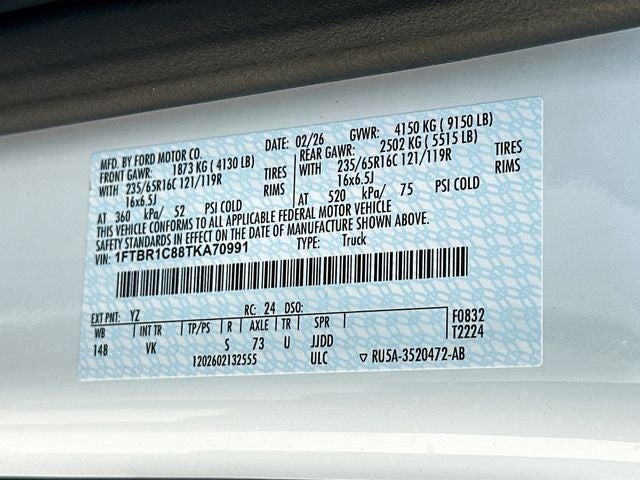 MFD. BY FORD MOTOR CO. DATE: 02/26 GVWR: 4150 KG ( 9150 LB)
FRONT GAWR: 1873 KG ( 4130 LB) REAR GAWR: 2502 KG ( 5515 LB)
WITH 235/65R16C 121/119R TIRES WITH 235/65R16C 121/119R TIRES
16x6.5J RIMS 16x6.5J RIMS
AT 360 kPa/ 52 PSI COLD AT 520 kPa/ 75 PSI COLD
THIS VEHICLE CONFORMS TO ALL APPLICABLE FEDERAL MOTOR VEHICLE
SAFETY STANDARDS IN EFFECT ON THE DATE OF MANUFACTURE SHOWN ABOVE.
VIN: 1FTBR1C88TKA70991 TYPE: Truck
EXT PNT: YZ RC: 24 DSO: F0832
WB INT TR TP/PS R AXLE TR SPR T2224
148 VK S 73 U JJDD
1202602132555 ULC ▽ RU5A-3520472-AB